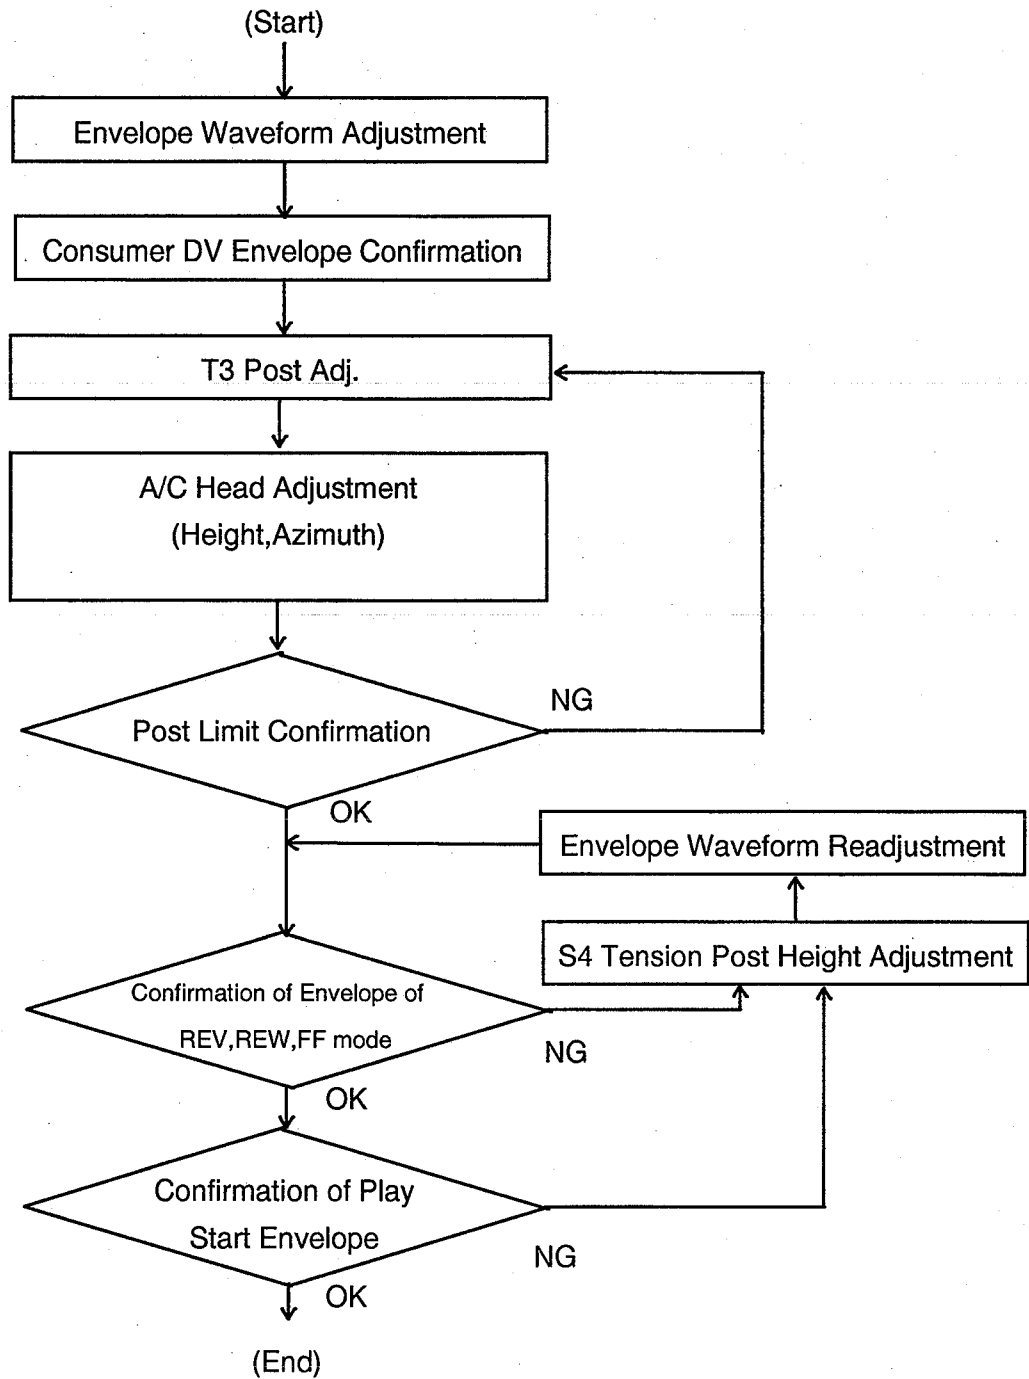 (Start)
Envelope Waveform Adjustment
Consumer DV Envelope Confirmation
T3 Post Adj.
A/C Head Adjustment
(Height,Azimuth)
NG
Post Limit Confirmation
OK
Envelope Waveform Readjustment
S4 Tension Post Height Adjustment
Confirmation of Envelope of
REV,REW,FF mode
NG
OK
Confirmation of Play
Start Envelope
NG
OK
(End)